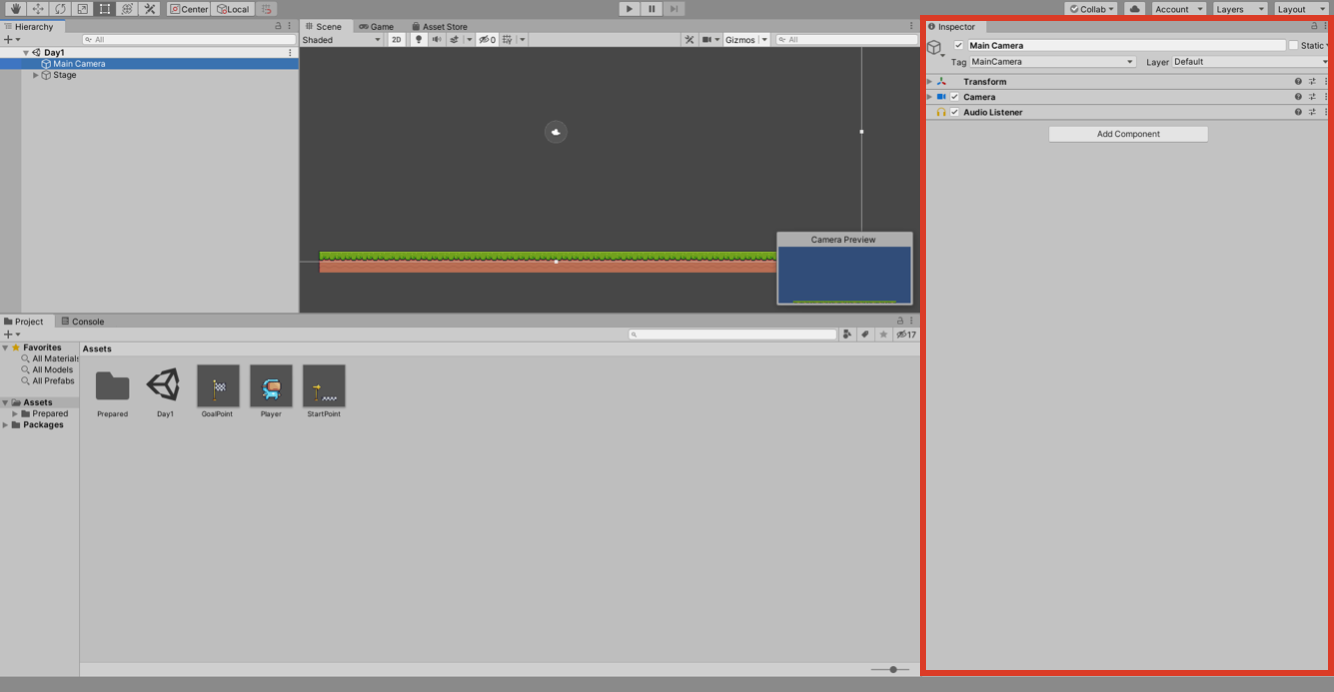 Center Local
Collab Account Layers Layout
Hierarchy
All
Day1
Main Camera
Stage
Scene Game Asset Store
Shaded 2D 0 Gizmos All
Camera Preview
Project Console
17
Favorites
All Materials
All Models
All Prefabs
Assets
Prepared
Packages
Assets
Prepared Day1 GoalPoint Player StartPoint
Inspector
Main Camera Static
Tag MainCamera Layer Default
Transform
Camera
Audio Listener
Add Component